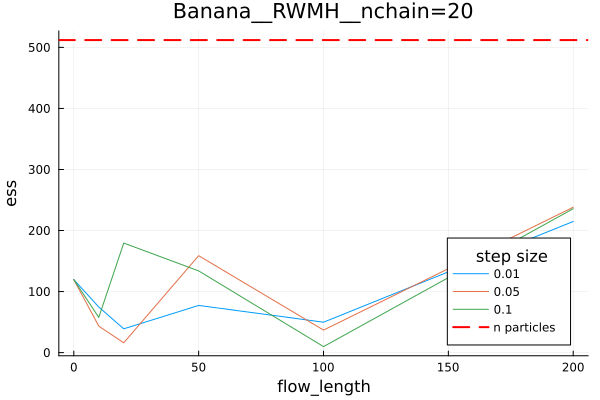 Banana__RWMH__nchain=20
ess
500
400
300
200
100
0
0 50 100 150 200
flow_length
step size
0.01
0.05
0.1
n particles